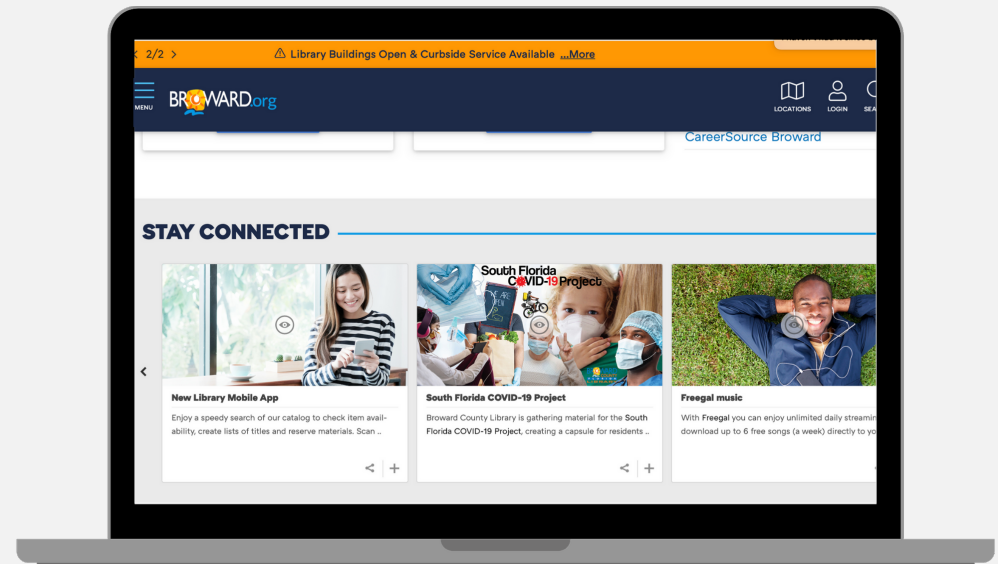 2/2
Library Buildings Open & Curbside Service Available ...More
MENU
BROWARD.org
LOCATIONS
LOGIN
CareerSource Broward
STAY CONNECTED
South Florida
COVID-19 Project
WE ARE
OPEN
New Library Mobile App
Enjoy a speedy search of our catalog to check item avail-
ability, create lists of titles and reserve materials. Scan ..
South Florida COVID-19 Project
Broward County Library is gathering material for the South
Florida COVID-19 Project, creating a capsule for residents ..
Freegal music
With Freegal you can enjoy unlimited daily
download up to 6 free songs (a week) directly to